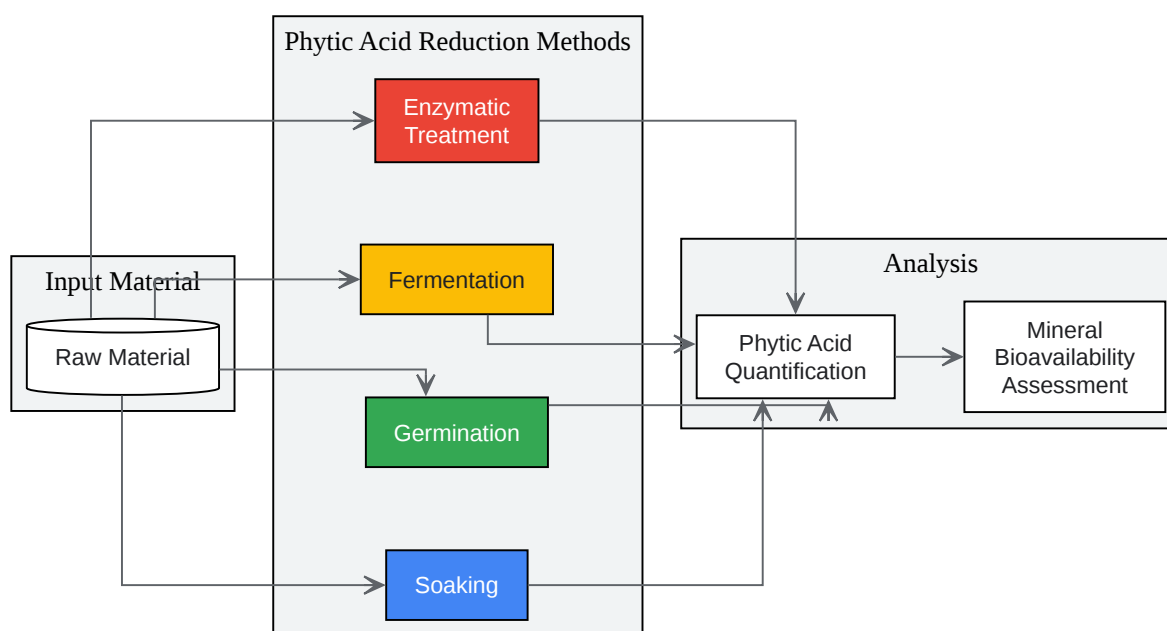 Phytic Acid Reduction Methods
Enzymatic
Treatment
Input Material
Raw Material
Fermentation
Germination
Soaking
Analysis
Phytic Acid
Quantification
Mineral
Bioavailability
Assessment